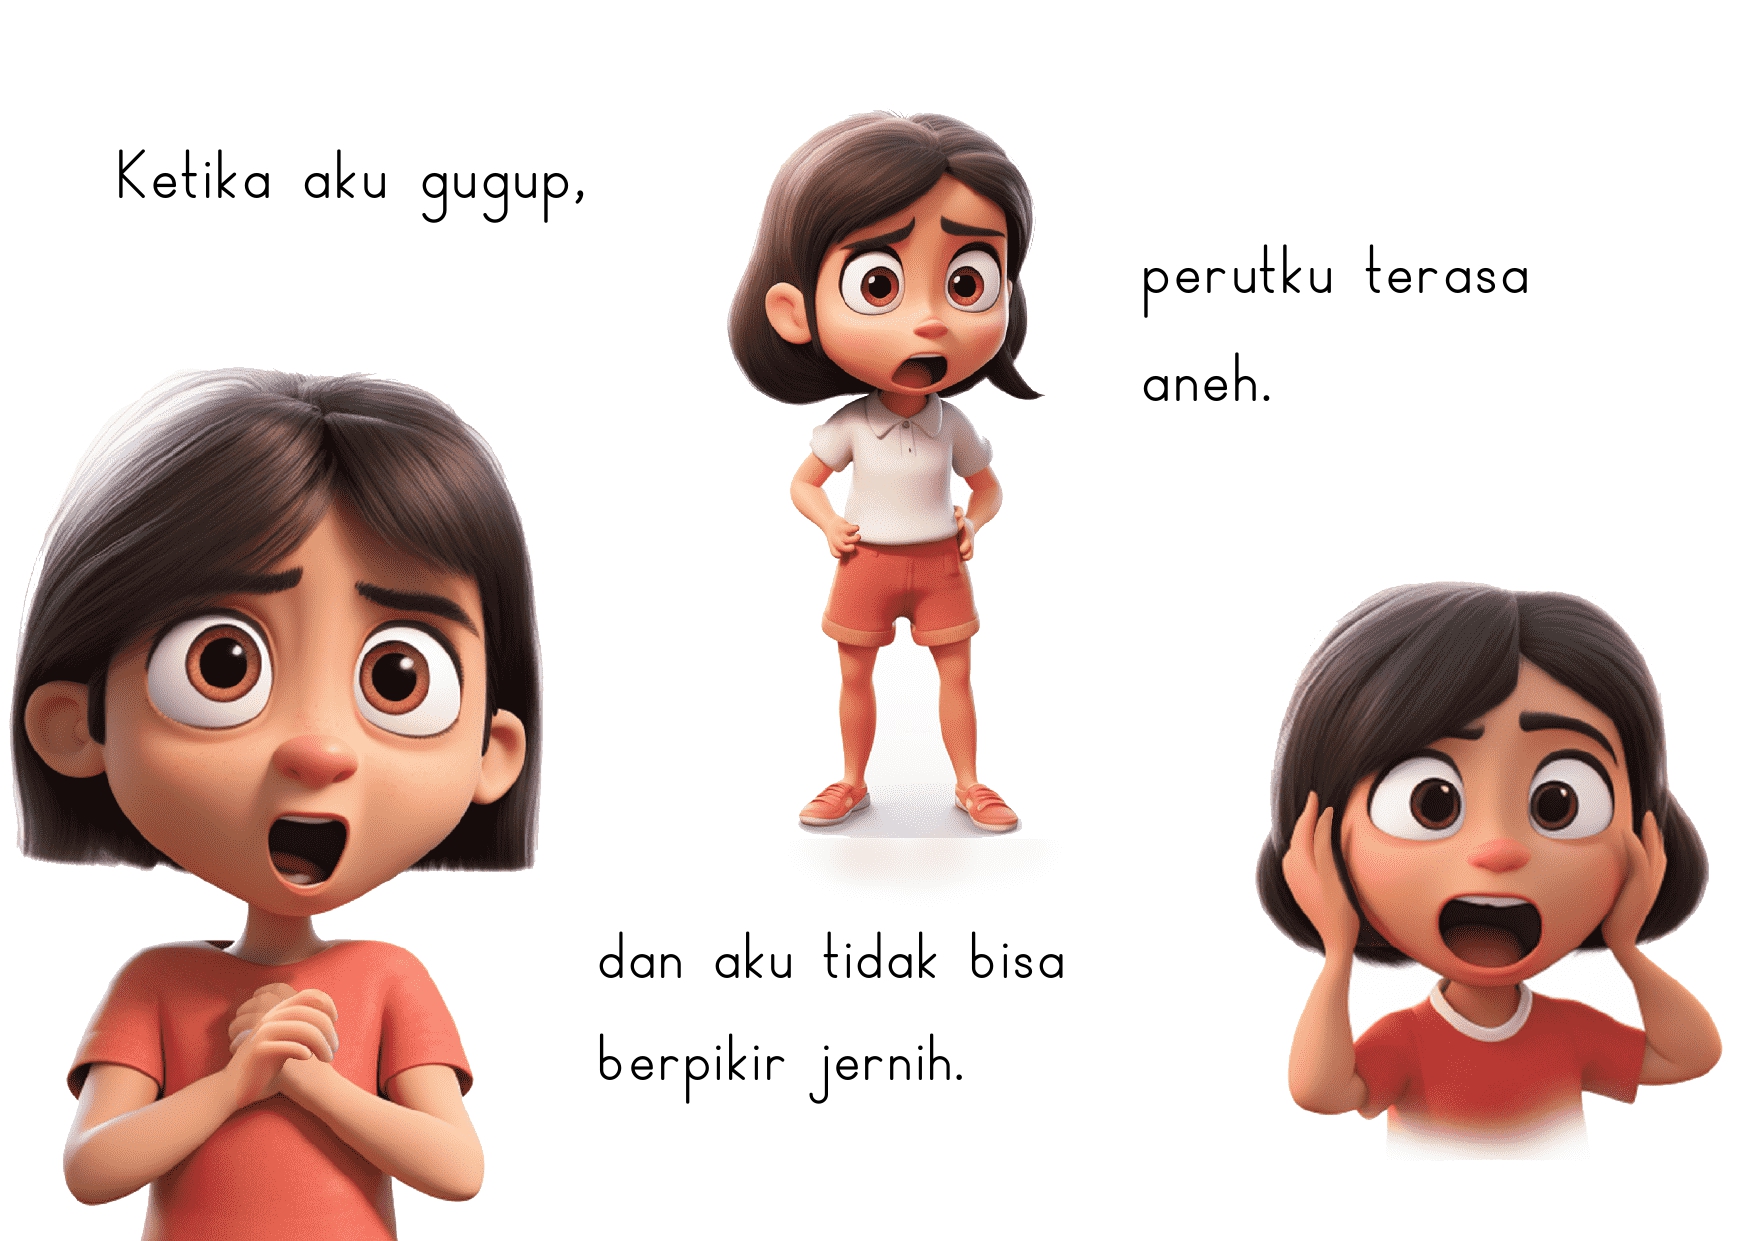 Ketika aku gugup,
perutku terasa
aneh.
dan aku tidak bisa
berpikir jernih.